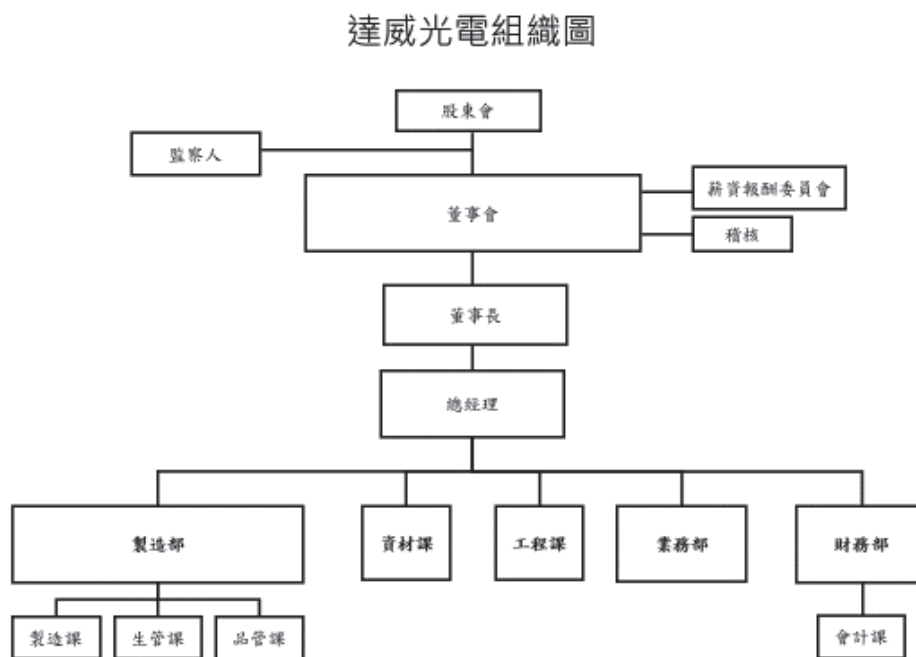 達威光電組織圖
股東會
監察人
薪資報酬委員會
董事會
稽核
董事長
總經理
製造部
資材課
工程課
業務部
財務部
製造課
生管課
品管課
會計課